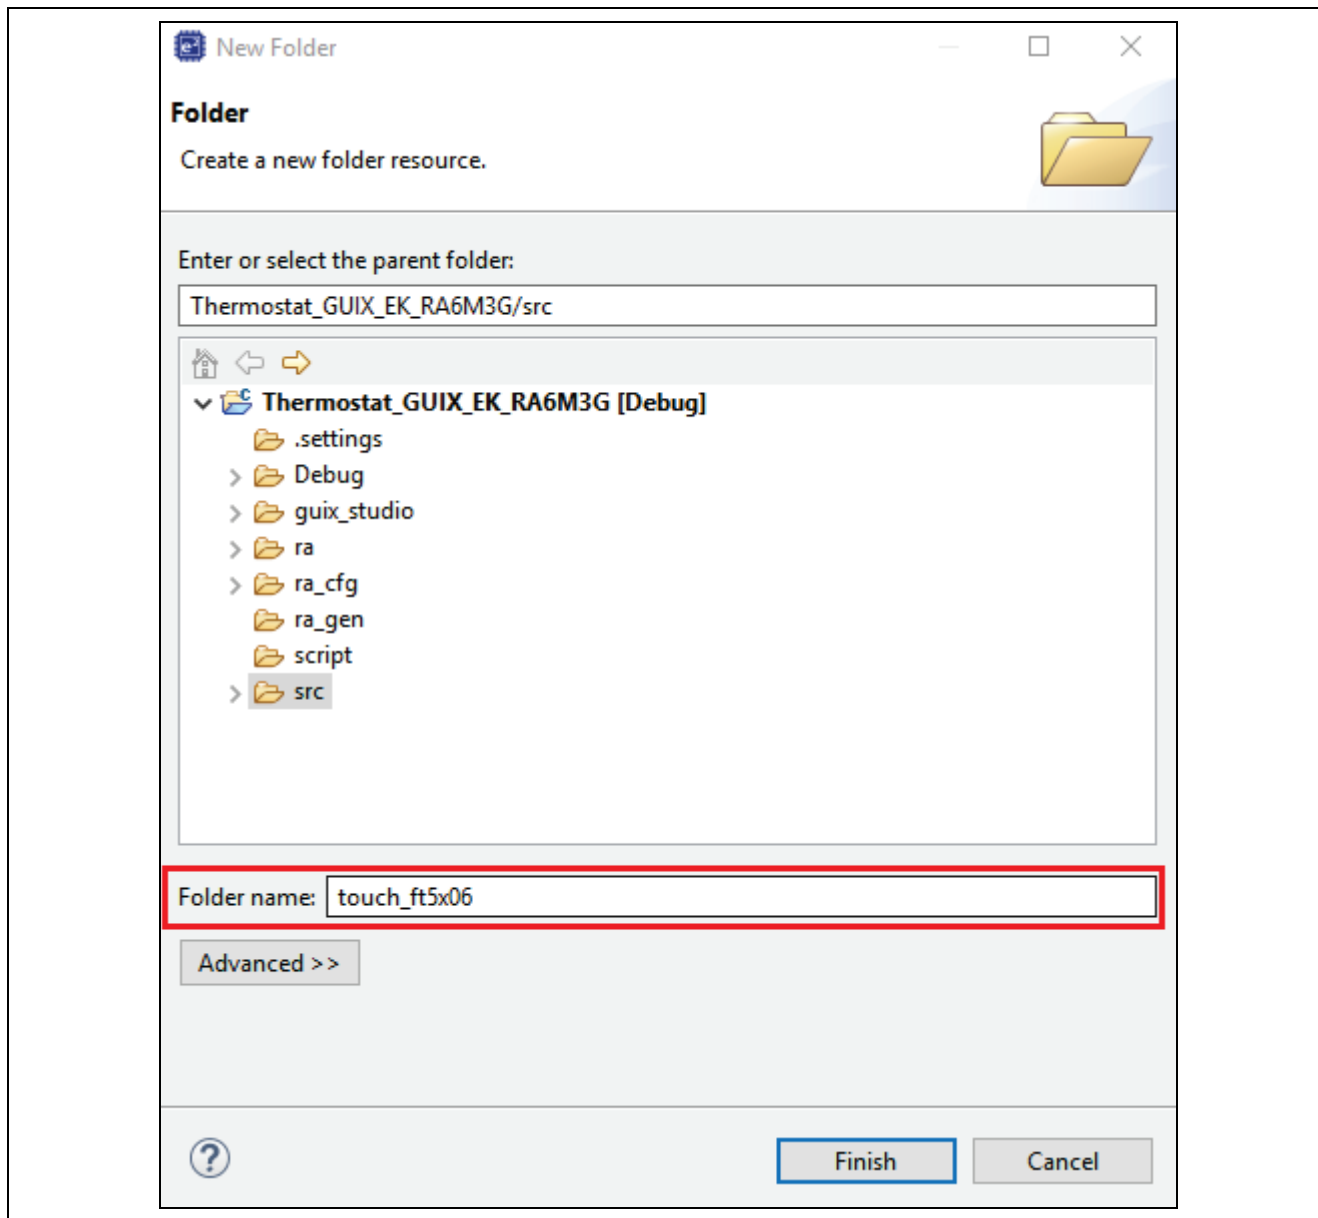 New Folder
Folder
Create a new folder resource.
Enter or select the parent folder:
Thermostat_GUIX_EK_RA6M3G/src
Thermostat_GUIX_EK_RA6M3G [Debug]
.settings
Debug
guix_studio
ra
ra_cfg
ra_gen
script
src
Folder name: touch_ft5x06
Advanced >>
Finish Cancel